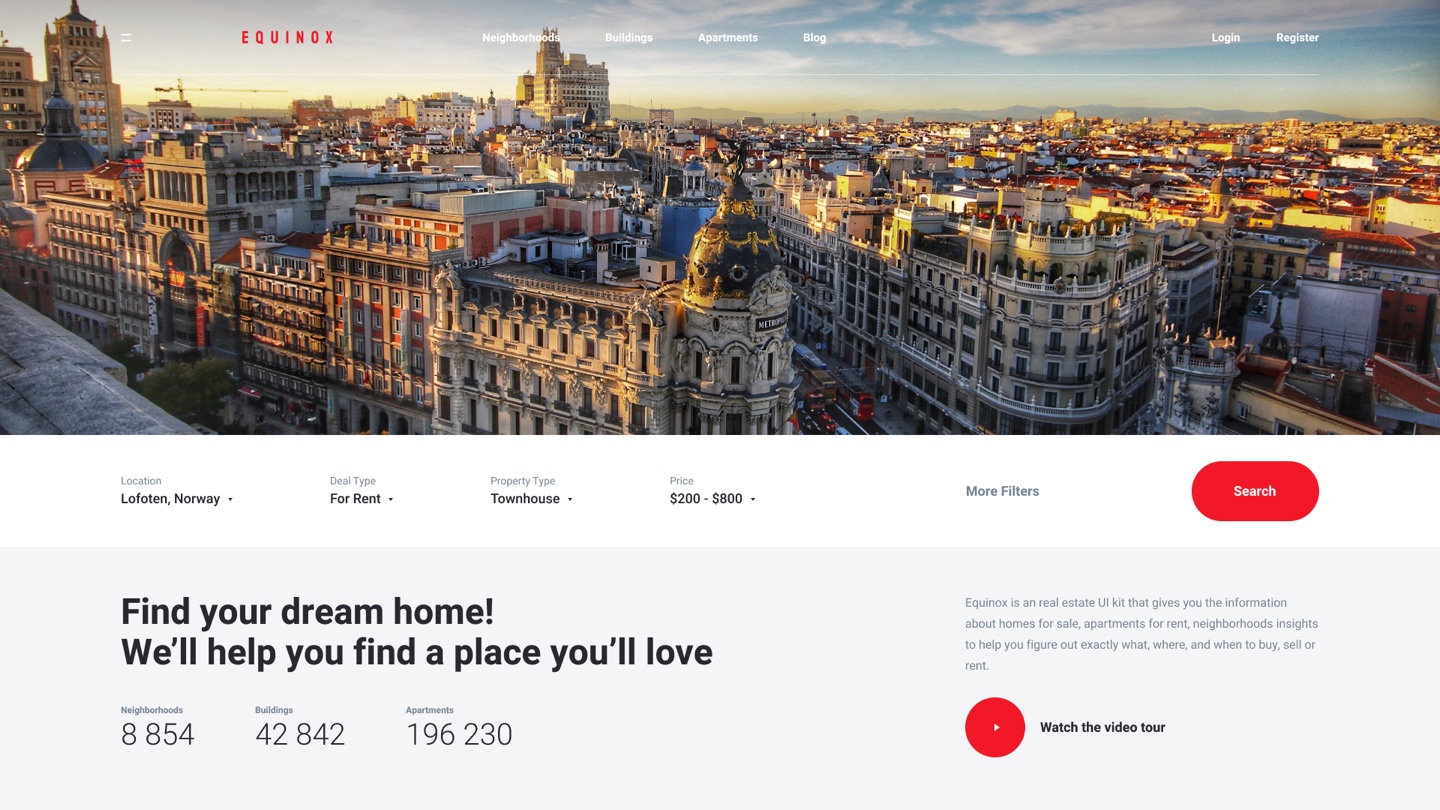 EQUINOX
Neighborhoods Buildings Apartments Blog
Login Register
Location
Lofoten, Norway
Deal Type
For Rent
Property Type
Townhouse
Price
$200 - $800
More Filters
Search
Find your dream home!
We’ll help you find a place you’ll love
Neighborhoods
8 854
Buildings
42 842
Apartments
196 230
Equinox is an real estate UI kit that gives you the information
about homes for sale, apartments for rent, neighborhoods insights
to help you figure out exactly what, where, and when to buy, sell or
rent.
Watch the video tour